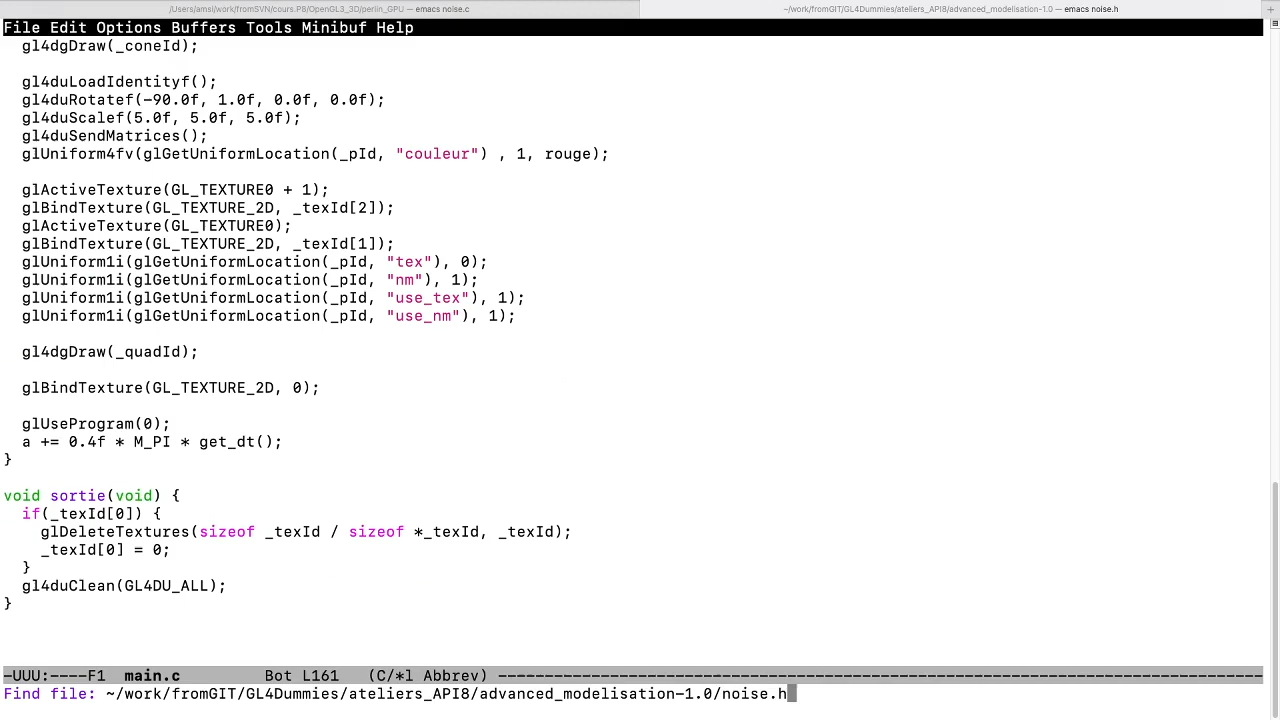 /Users/amsi/work/fromSVN/cours.P8/OpenGL3_3D/perlin_GPU — emacs noise.c
~/work/fromGIT/GL4Dummies/ateliers_API8/advanced_modelisation-1.0 — emacs noise.h
+
File Edit Options Buffers Tools Minibuf Help
gl4dgDraw(_coneId);
gl4duLoadIdentityf();
gl4duRotatef(-90.0f, 1.0f, 0.0f, 0.0f);
gl4duScalef(5.0f, 5.0f, 5.0f);
gl4duSendMatrices();
glUniform4fv(glGetUniformLocation(_pId, "couleur") , 1, rouge);
glActiveTexture(GL_TEXTURE0 + 1);
glBindTexture(GL_TEXTURE_2D, _texId[2]);
glActiveTexture(GL_TEXTURE0);
glBindTexture(GL_TEXTURE_2D, _texId[1]);
glUniform1i(glGetUniformLocation(_pId, "tex"), 0);
glUniform1i(glGetUniformLocation(_pId, "nm"), 1);
glUniform1i(glGetUniformLocation(_pId, "use_tex"), 1);
glUniform1i(glGetUniformLocation(_pId, "use_nm"), 1);
gl4dgDraw(_quadId);
glBindTexture(GL_TEXTURE_2D, 0);
glUseProgram(0);
a += 0.4f * M_PI * get_dt();
}
void sortie(void) {
if(_texId[0]) {
glDeleteTextures(sizeof _texId / sizeof *_texId, _texId);
_texId[0] = 0;
}
gl4duClean(GL4DU_ALL);
}
-UUU:----F1  main.c         Bot L161   (C/*l Abbrev) ------------------------------------------------------------------------------------
Find file: ~/work/fromGIT/GL4Dummies/ateliers_API8/advanced_modelisation-1.0/noise.h